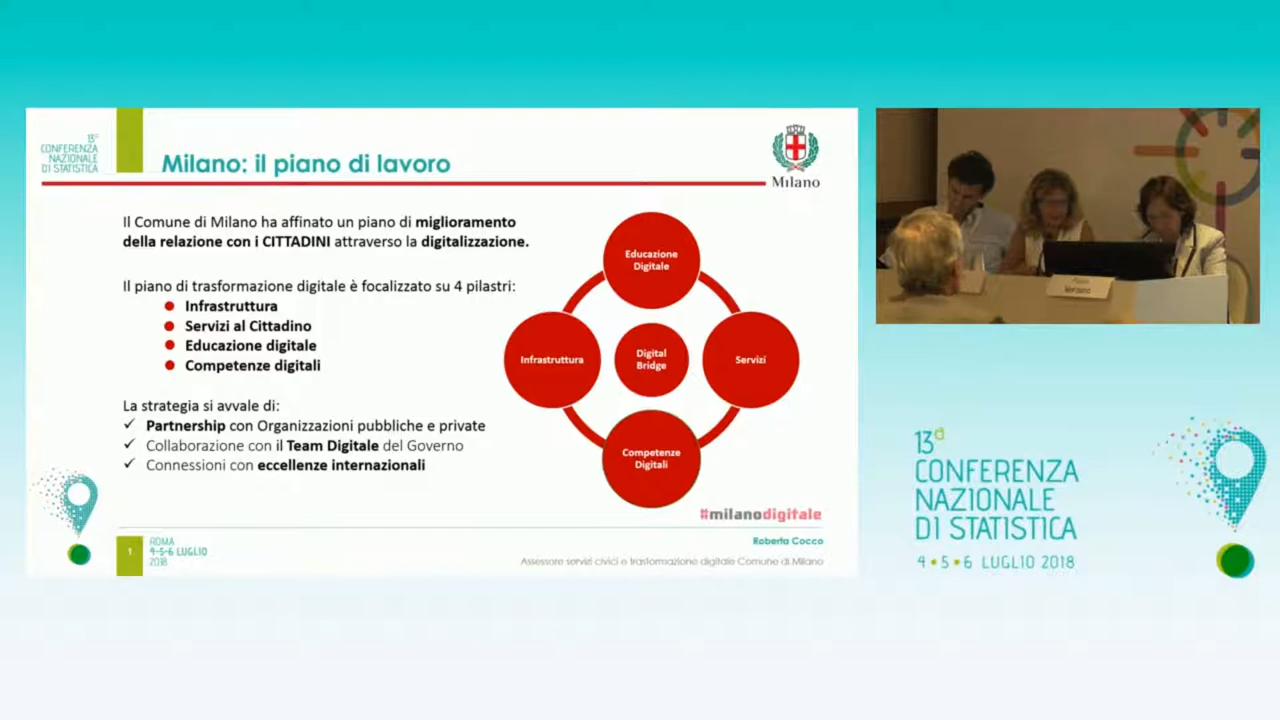 13ª
CONFERENZA
NAZIONALE
DI STATISTICA
Milano: il piano di lavoro
Milano
Il Comune di Milano ha affinato un piano di miglioramento
della relazione con i CITTADINI attraverso la digitalizzazione.
Il piano di trasformazione digitale è focalizzato su 4 pilastri:
Infrastruttura
Servizi al Cittadino
Educazione digitale
Competenze digitali
La strategia si avvale di:
✓ Partnership con Organizzazioni pubbliche e private
✓ Collaborazione con il Team Digitale del Governo
✓ Connessioni con eccellenze internazionali
Educazione
Digitale
Infrastruttura
Digital
Bridge
Servizi
Competenze
Digitali
#milanodigitale
1
ROMA
4-5-6 LUGLIO
2018
Roberta Cocco
Assessore servizi civici e trasformazione digitale Comune di Milano
13ª
CONFERENZA
NAZIONALE
DI STATISTICA
4 • 5 • 6 LUGLIO 2018